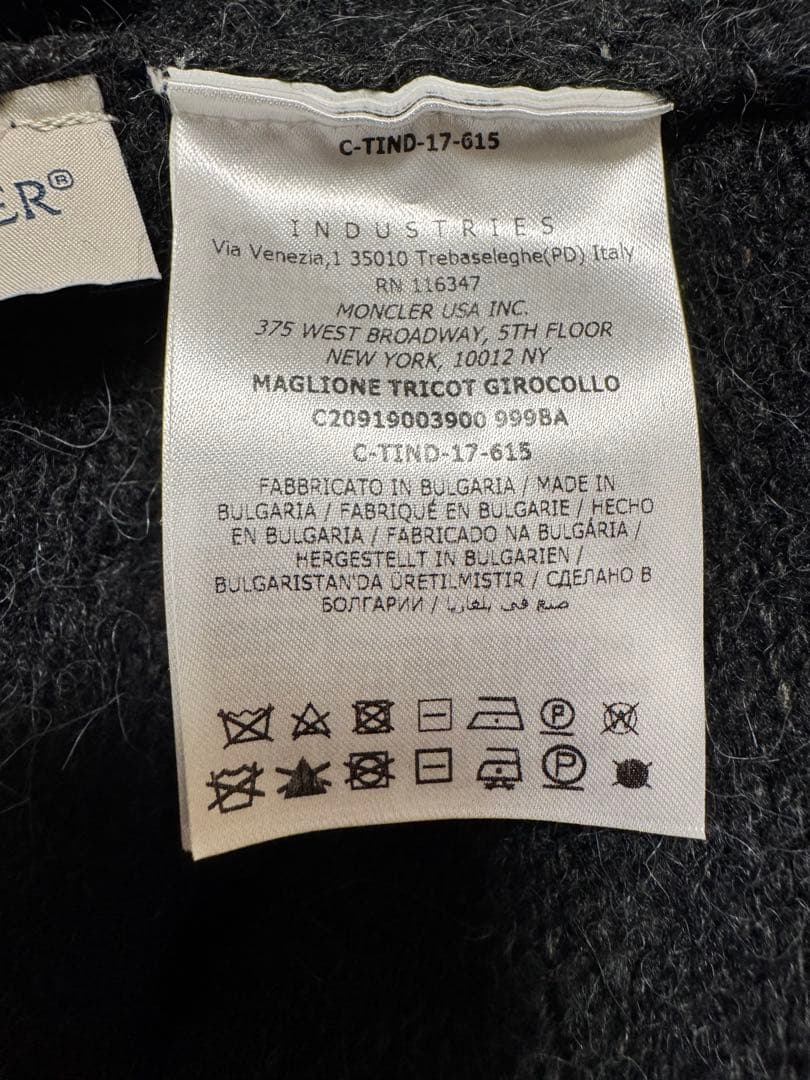 ER®
C-TIND-17-615
INDUSTRIES
Via Venezia,1 35010 Trebaseleghe(PD) Italy
RN 116347
MONCLER USA INC.
375 WEST BROADWAY, 5TH FLOOR
NEW YORK, 10012 NY
MAGLIONE TRICOT GIROCOLLO
C20919003900 999BA
C-TIND-17-615
FABBRICATO IN BULGARIA / MADE IN
BULGARIA / FABRIQUÉ EN BULGARIE / HECHO
EN BULGARIA / FABRICADO NA BULGÁRIA /
HERGESTELLT IN BULGARIEN /
BULGARISTAN'DA ÜRETILMISTIR / СДЕЛАНО В
БОЛГАРИИ / صنع في بلغاريا
P W
P